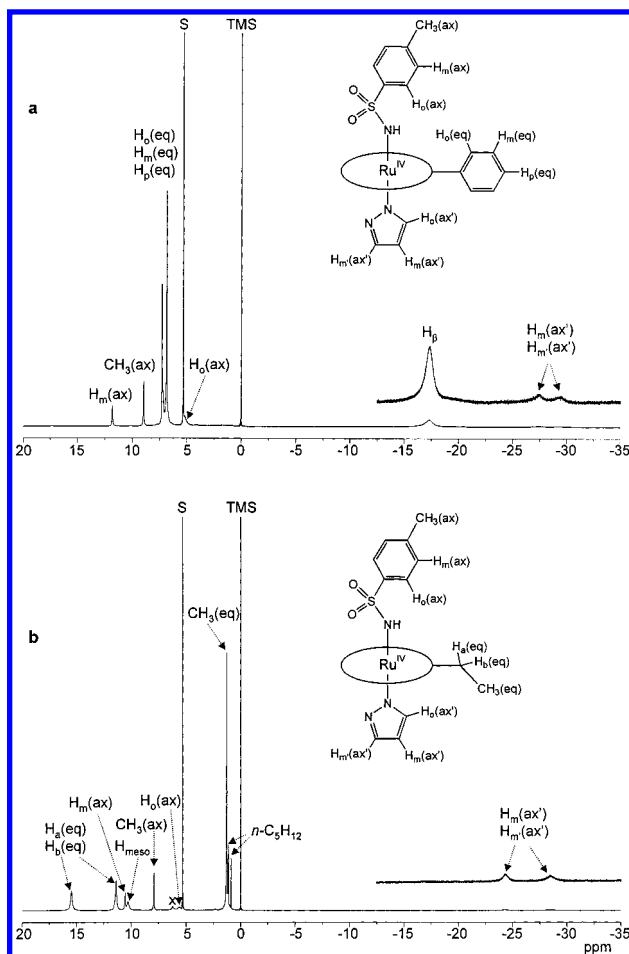 S TMS
a
CH₃(ax)
Hₘ(ax)
Hₒ(ax)
O
O
S
NH
Hₒ(eq)
Hₘ(eq)
Hₚ(eq)
Hₒ(eq)
Hₘ(eq)
Hₚ(eq)
Ruᴵⱽ
N
N
Hₒ(ax')
Hₘ'(ax') Hₘ(ax')
CH₃(ax)
Hₘ(ax)
Hₒ(ax)
Hᵦ
Hₘ(ax')
Hₘ'(ax')
20 15 10 5 0 -5 -10 -15 -20 -25 -30 -35
S TMS
b
CH₃(ax)
Hₘ(ax)
Hₒ(ax)
O
O
S
NH
CH₃(eq)
Hₐ(eq)
H_b(eq)
CH₃(eq)
Ruᴵⱽ
N
N
Hₒ(ax')
Hₘ'(ax') Hₘ(ax')
Hₘ(ax)
Hₐ(eq)
H_b(eq)
Hₒ(ax)
CH₃(ax)
Hₘₑₛₒ
x
n-C₅H₁₂
Hₘ(ax')
Hₘ'(ax')
20 15 10 5 0 -5 -10 -15 -20 -25 -30 -35
ppm